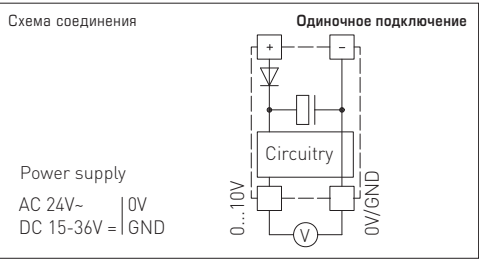 Схема соединения
Одиночное подключение
+ −
Circuitry
Power supply
AC 24V~ | 0V
DC 15-36V = | GND
0...10V
0V/GND
V